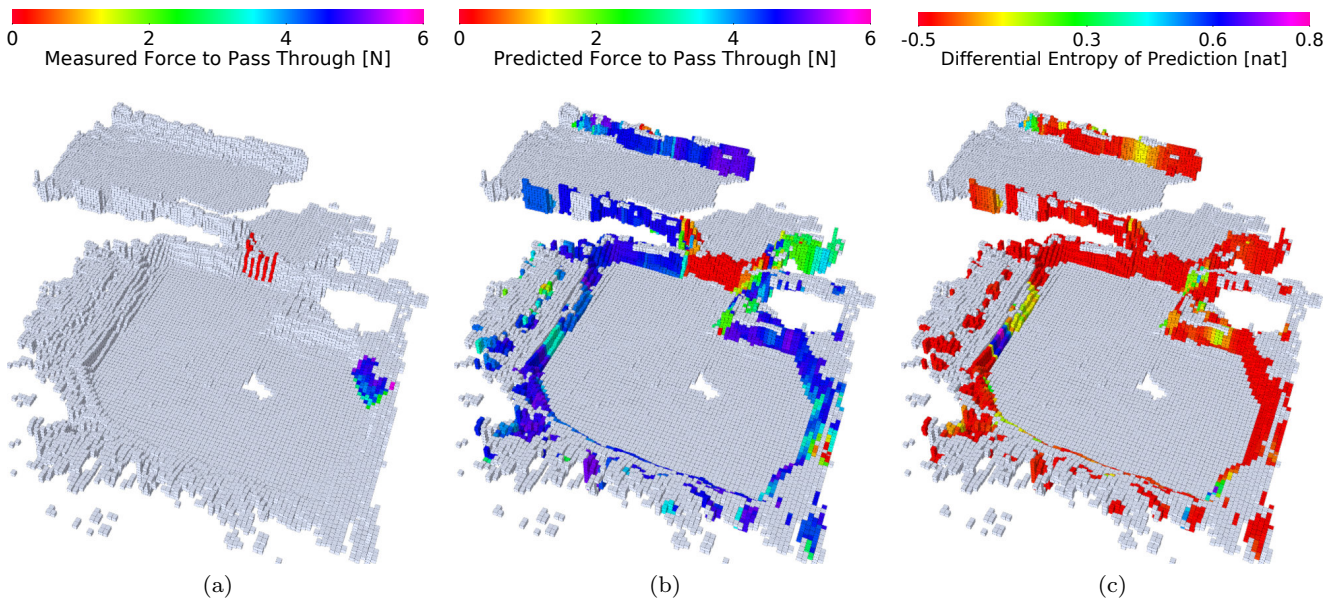 0 2 4 6
Measured Force to Pass Through [N]
0 2 4 6
Predicted Force to Pass Through [N]
-0.5 0.3 0.6 0.8
Differential Entropy of Prediction [nat]
(a)
(b)
(c)